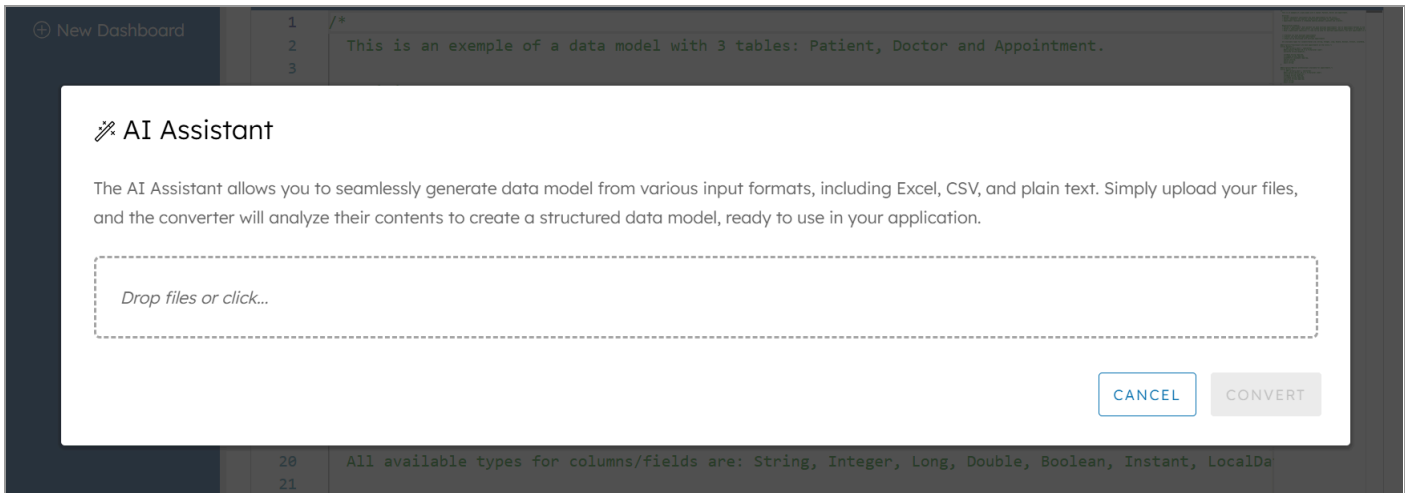 New Dashboard
1 /*
2 This is an exemple of a data model with 3 tables: Patient, Doctor and Appointment.
3
AI Assistant
The AI Assistant allows you to seamlessly generate data model from various input formats, including Excel, CSV, and plain text. Simply upload your files,
and the converter will analyze their contents to create a structured data model, ready to use in your application.
Drop files or click...
CANCEL CONVERT
20 All available types for columns/fields are: String, Integer, Long, Double, Boolean, Instant, LocalDa
21